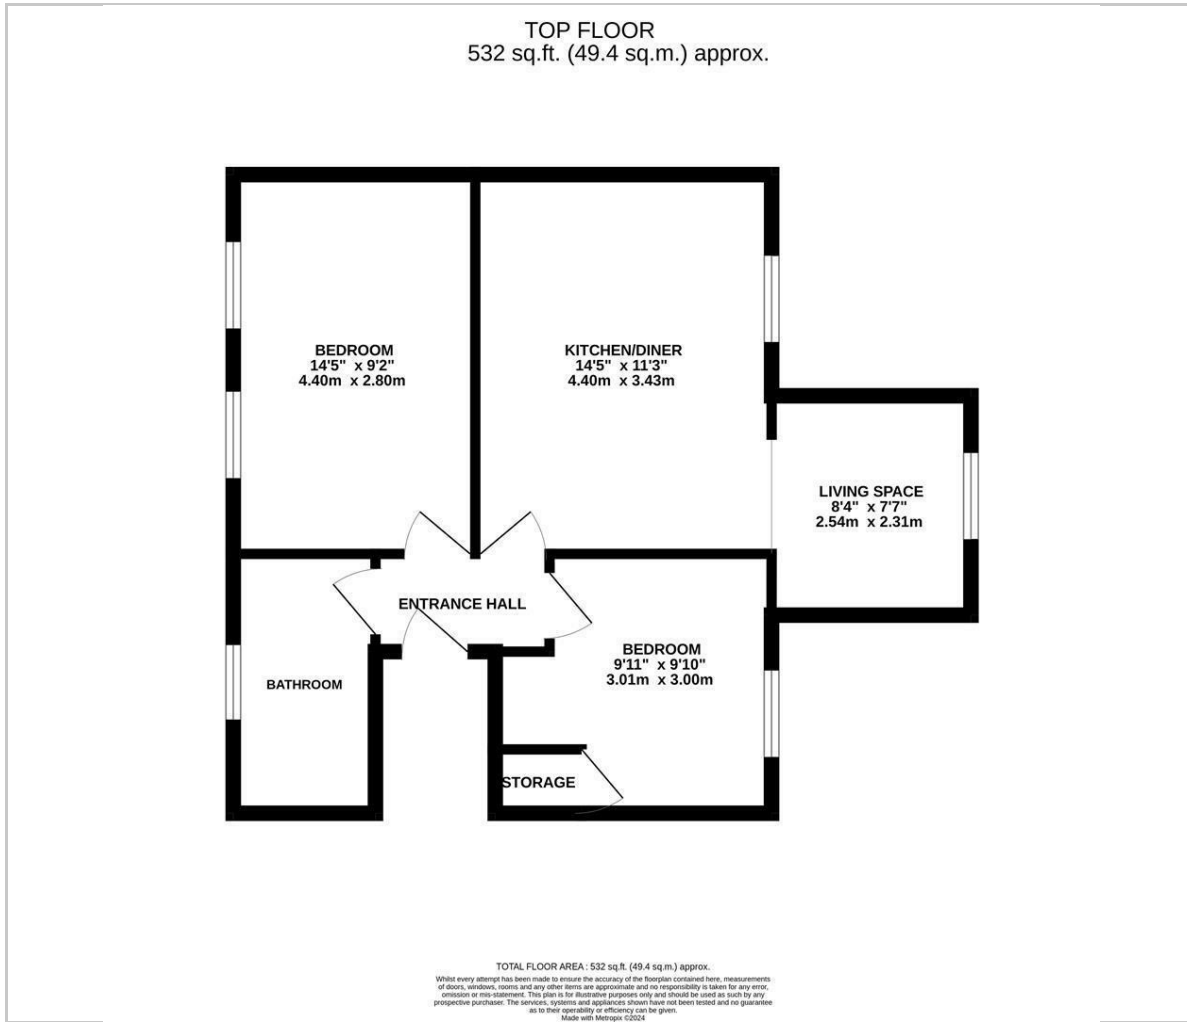 TOP FLOOR
532 sq.ft. (49.4 sq.m.) approx.
BEDROOM
14'5" x 9'2"
4.40m x 2.80m
KITCHEN/DINER
14'5" x 11'3"
4.40m x 3.43m
LIVING SPACE
8'4" x 7'7"
2.54m x 2.31m
ENTRANCE HALL
BEDROOM
9'11" x 9'10"
3.01m x 3.00m
BATHROOM
STORAGE
TOTAL FLOOR AREA : 532 sq.ft. (49.4 sq.m.) approx.
Whilst every attempt has been made to ensure the accuracy of the floorplan contained here, measurements
of doors, windows, rooms and any other items are approximate and no responsibility is taken for any error,
omission or mis-statement. This plan is for illustrative purposes only and should be used as such by any
prospective purchaser. The services, systems and appliances shown have not been tested and no guarantee
as to their operability or efficiency can be given.
Made with Metropix ©2024